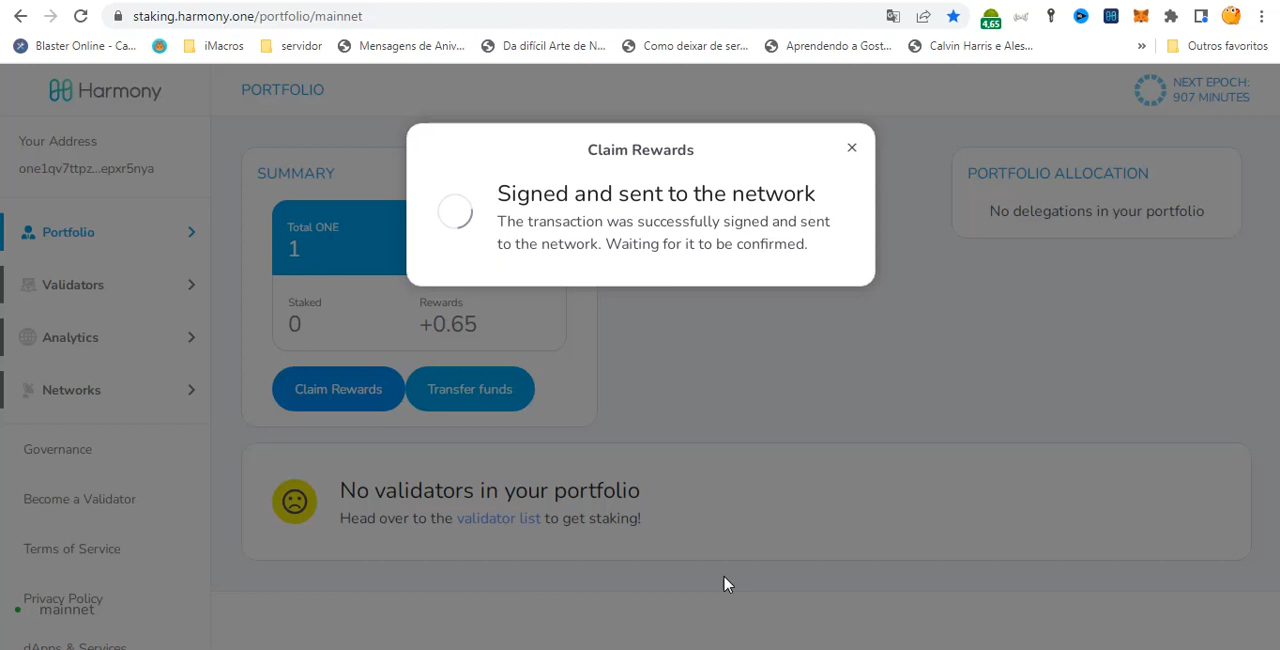 staking.harmony.one/portfolio/mainnet
4,65
Blaster Online - Ca...
iMacros
servidor
Mensagens de Aniv...
Da difícil Arte de N...
Como deixar de ser...
Aprendendo a Gost...
Calvin Harris e Ales...
»
Outros favoritos
Harmony
PORTFOLIO
NEXT EPOCH:
907 MINUTES
Your Address
one1qv7ttpz...epxr5nya
Portfolio
Validators
Analytics
Networks
Governance
Become a Validator
Terms of Service
Privacy Policy
mainnet
dApps & Services
SUMMARY
Total ONE
1
Staked
0
Rewards
+0.65
Claim Rewards
Transfer funds
Claim Rewards
Signed and sent to the network
The transaction was successfully signed and sent
to the network. Waiting for it to be confirmed.
PORTFOLIO ALLOCATION
No delegations in your portfolio
No validators in your portfolio
Head over to the validator list to get staking!